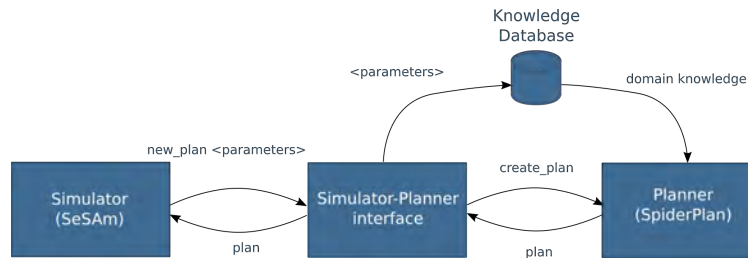 Knowledge
Database
<parameters>
domain knowledge
new_plan <parameters>
create_plan
Simulator
(SeSAm)
Simulator-Planner
interface
Planner
(SpiderPlan)
plan
plan